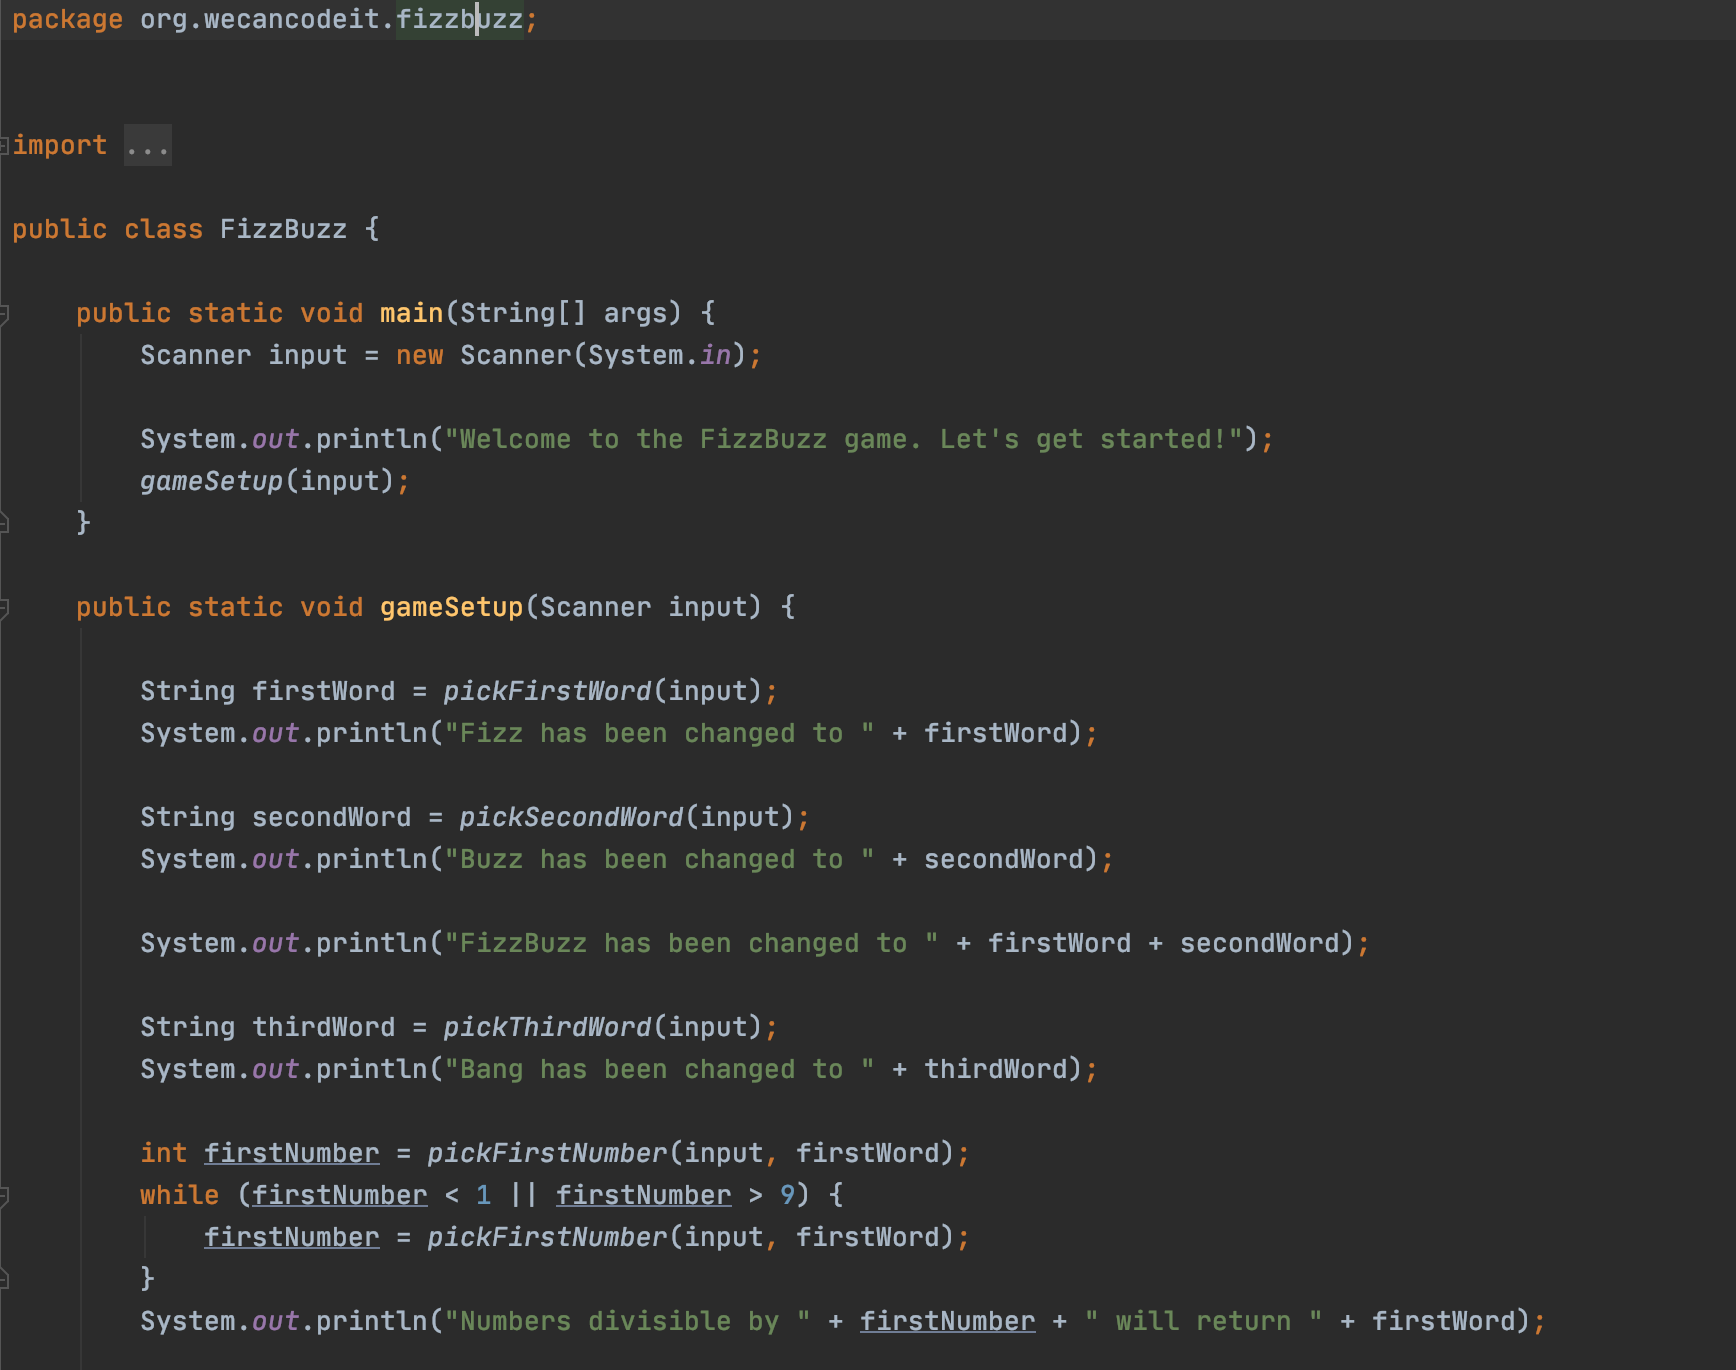 package org.wecancodeit.fizzbuzz;
import ...
public class FizzBuzz {
public static void main(String[] args) {
Scanner input = new Scanner(System.in);
System.out.println("Welcome to the FizzBuzz game. Let's get started!");
gameSetup(input);
}
public static void gameSetup(Scanner input) {
String firstWord = pickFirstWord(input);
System.out.println("Fizz has been changed to " + firstWord);
String secondWord = pickSecondWord(input);
System.out.println("Buzz has been changed to " + secondWord);
System.out.println("FizzBuzz has been changed to " + firstWord + secondWord);
String thirdWord = pickThirdWord(input);
System.out.println("Bang has been changed to " + thirdWord);
int firstNumber = pickFirstNumber(input, firstWord);
while (firstNumber < 1 || firstNumber > 9) {
firstNumber = pickFirstNumber(input, firstWord);
}
System.out.println("Numbers divisible by " + firstNumber + " will return " + firstWord);